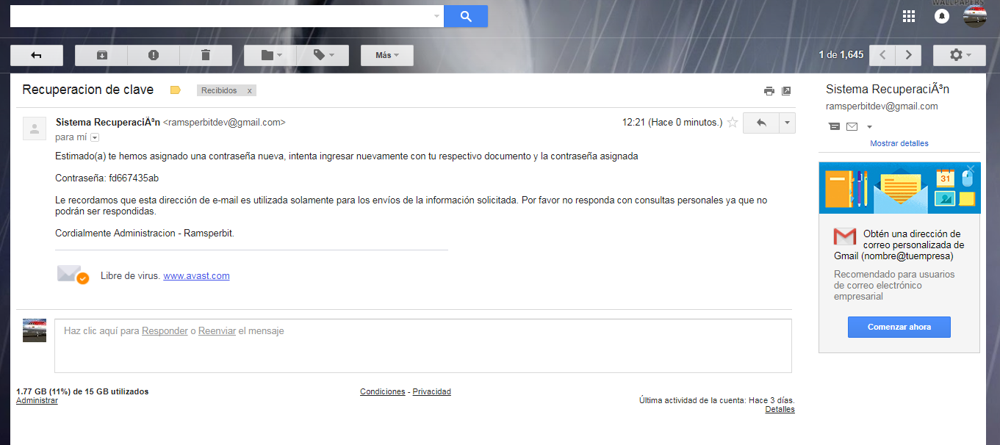 WALLPAPERS
Más
1 de 1,645
Recuperacion de clave
Recibidos x
Sistema RecuperaciÃ³n <ramsperbitdev@gmail.com>
12:21 (Hace 0 minutos.)
para mí
Estimado(a) te hemos asignado una contraseña nueva, intenta ingresar nuevamente con tu respectivo documento y la contraseña asignada
Contraseña: fd667435ab
Le recordamos que esta dirección de e-mail es utilizada solamente para los envíos de la información solicitada. Por favor no responda con consultas personales ya que no
podrán ser respondidas.
Cordialmente Administracion - Ramsperbit.
Libre de virus. www.avast.com
Haz clic aquí para Responder o Reenviar el mensaje
1.77 GB (11%) de 15 GB utilizados
Administrar
Condiciones - Privacidad
Última actividad de la cuenta: Hace 3 días.
Detalles
Sistema RecuperaciÃ³n
ramsperbitdev@gmail.com
Mostrar detalles
31
Obtén una dirección de
correo personalizada de
Gmail (nombre@tuempresa)
Recomendado para usuarios
de correo electrónico
empresarial
Comenzar ahora